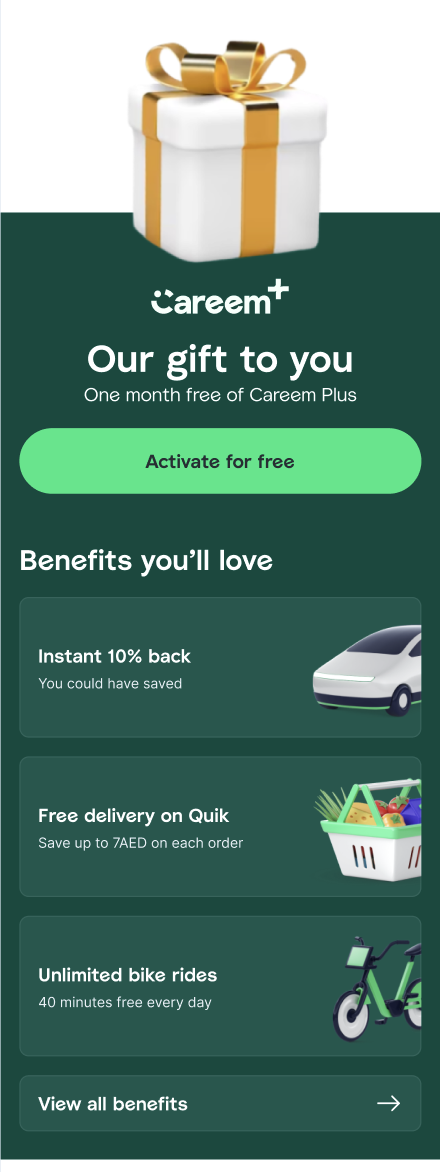 Careem+
Our gift to you
One month free of Careem Plus
Activate for free
Benefits you’ll love
Instant 10% back
You could have saved
Free delivery on Quik
Save up to 7AED on each order
Unlimited bike rides
40 minutes free every day
View all benefits